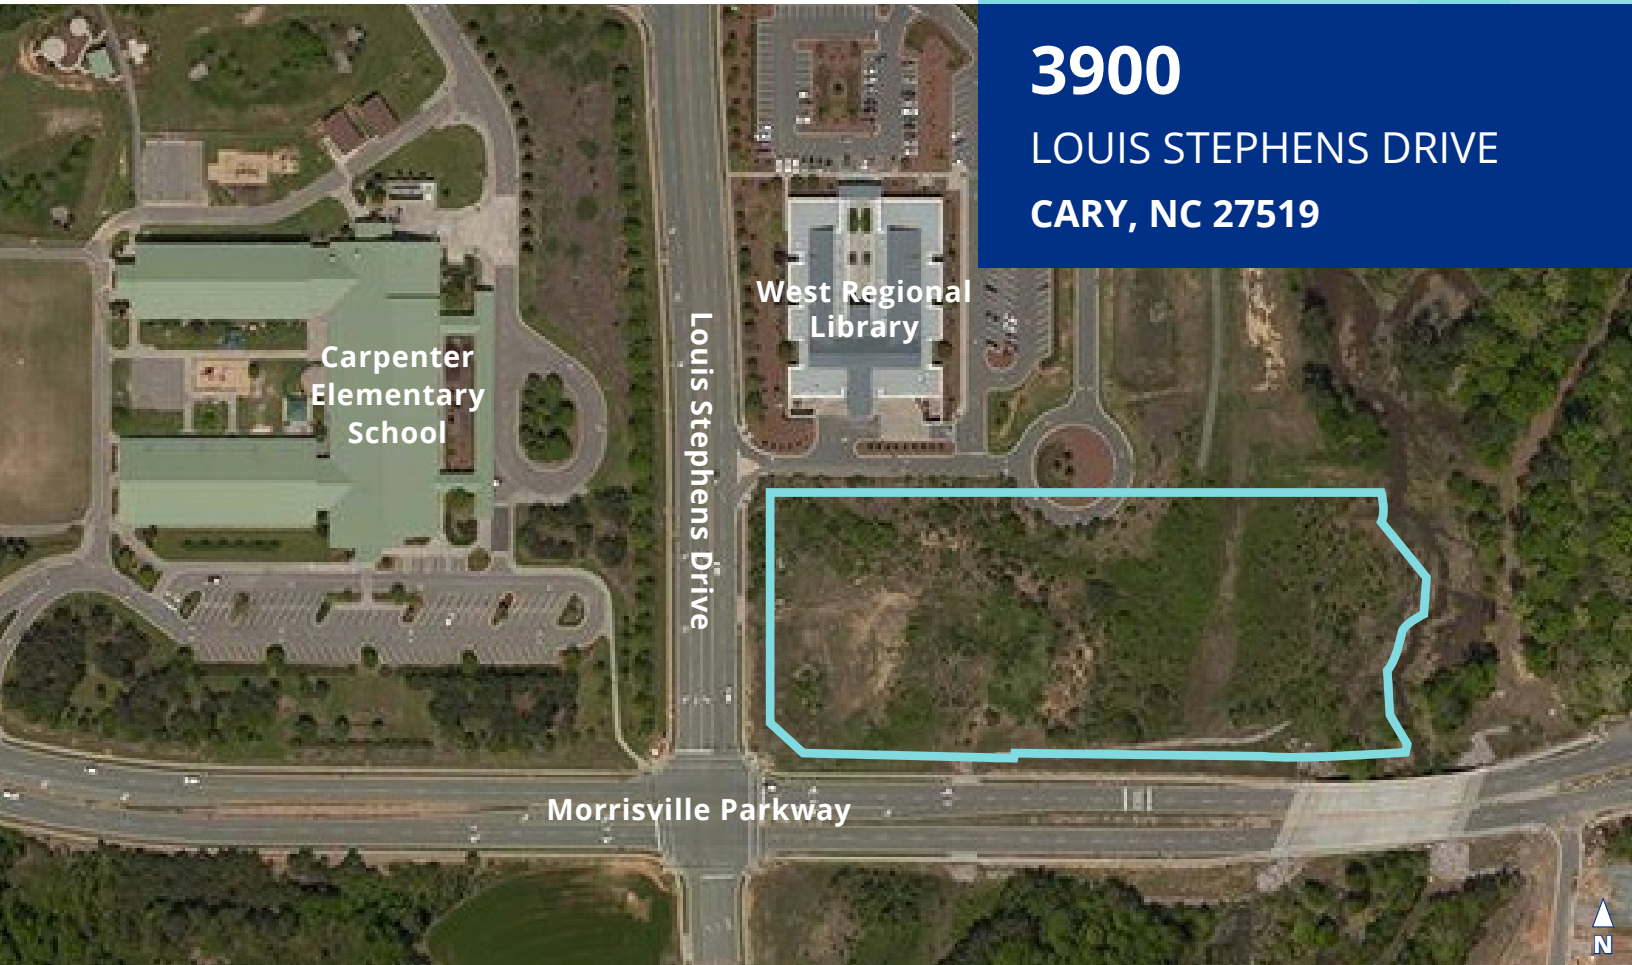 3900
LOUIS STEPHENS DRIVE
CARY, NC 27519
West Regional
Library
Carpenter
Elementary
School
Louis Stephens Drive
Morrisville Parkway
N